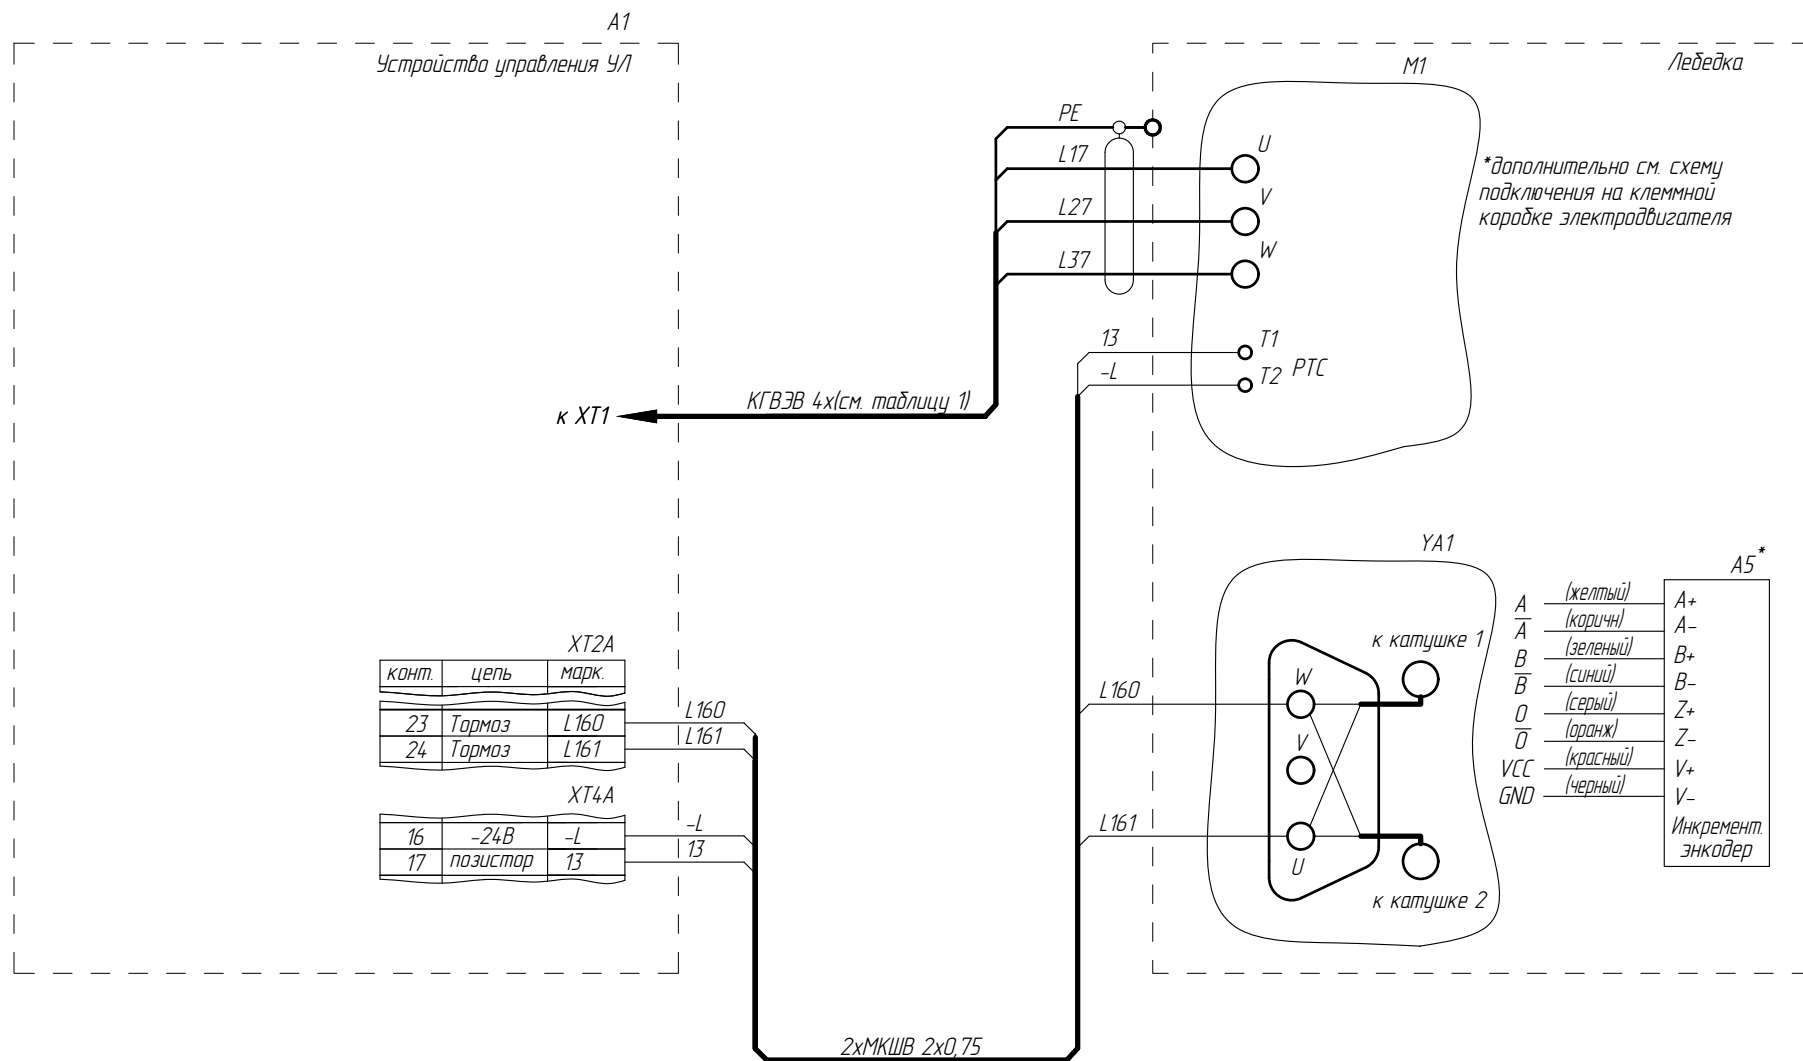 A1
Устройство управления УЛ
Лебедка
M1
PE
L17
L27
L37
U
V
W
*дополнительно см. схему
подключения на клеммной
коробке электродвигателя
13
-L
T1
T2
PTC
КГВЭВ 4х(см. таблицу 1)
к XT1
YA1
A5*
A (желтый) A+
A̅ (коричн) A-
B (зеленый) B+
B̅ (синий) B-
0 (серый) Z+
0̅ (оранж) Z-
VCC (красный) V+
GND (черный) V-
Инкремент.
энкодер
к катушке 1
W
V
U
к катушке 2
L160
L161
XT2A
конт. цепь марк.
23 Тормоз L160
24 Тормоз L161
L160
L161
XT4A
16 -24В -L
17 позистор 13
-L
13
2хМКШВ 2х0,75